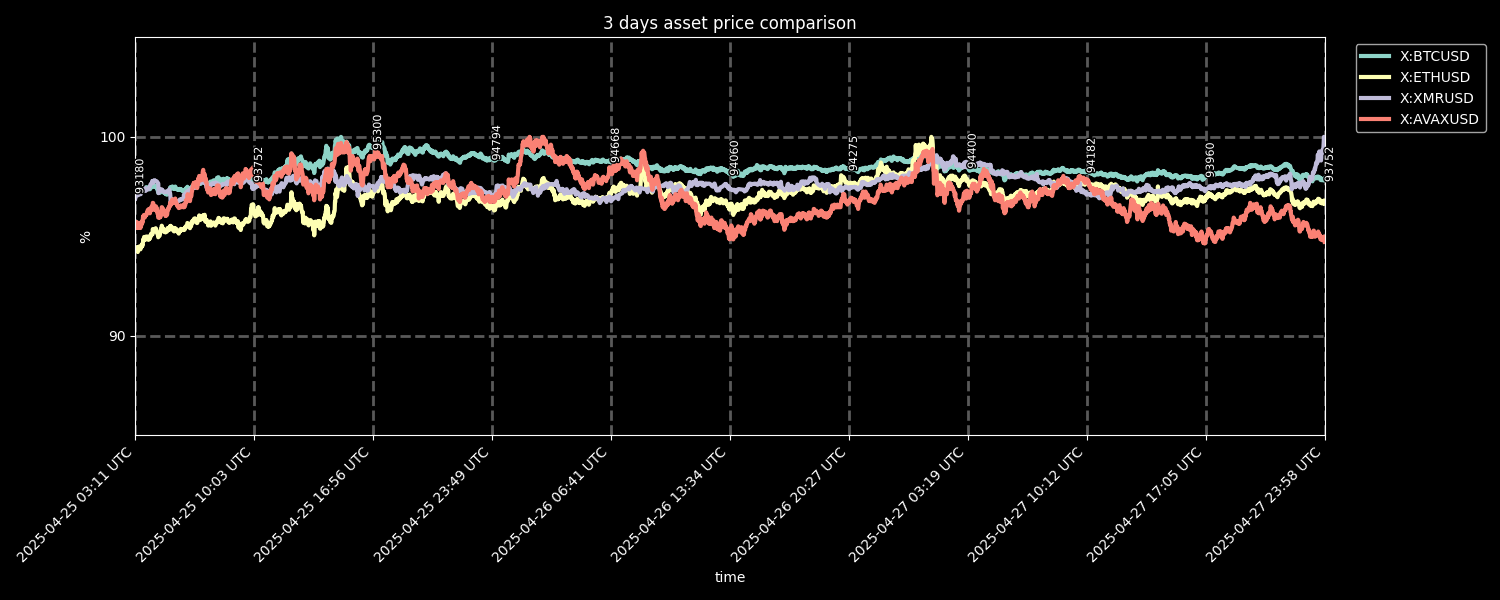 3 days asset price comparison
X:BTCUSD
X:ETHUSD
X:XMRUSD
X:AVAXUSD
100
90
%
93180
93752
95300
94794
94668
94060
94275
94400
94182
93960
93752
2025-04-25 03:11 UTC
2025-04-25 10:03 UTC
2025-04-25 16:56 UTC
2025-04-25 23:49 UTC
2025-04-26 06:41 UTC
2025-04-26 13:34 UTC
2025-04-26 20:27 UTC
2025-04-27 03:19 UTC
2025-04-27 10:12 UTC
2025-04-27 17:05 UTC
2025-04-27 23:58 UTC
time